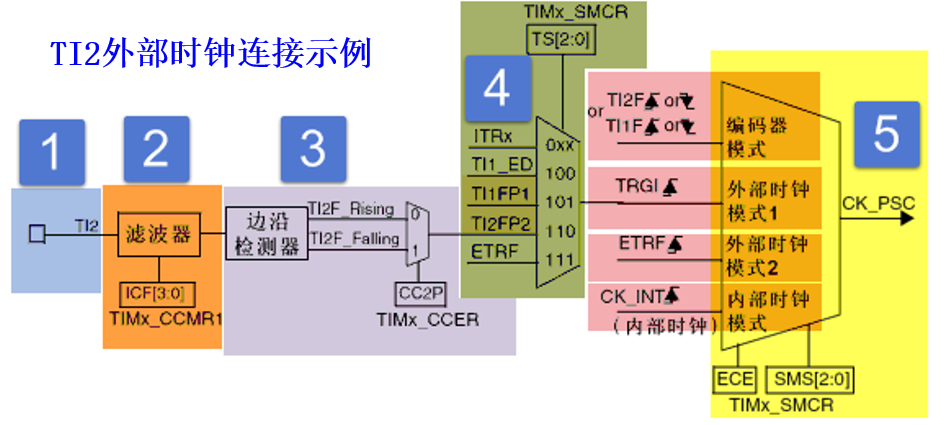 TI2外部时钟连接示例
1
2
3
4
5
TI2
滤波器
ICF[3:0]
TIMx_CCMR1
边沿
检测器
TI2F_Rising
TI2F_Falling
0
1
CC2P
TIMx_CCER
TIMx_SMCR
TS[2:0]
ITRx
TI1_ED
TI1FP1
TI2FP2
ETRF
0xx
100
101
110
111
or
TI2F or
TI1F or
TRGI
ETRF
CK_INT
(内部时钟)
编码器
模式
外部时钟
模式1
外部时钟
模式2
内部时钟
模式
CK_PSC
ECE
SMS[2:0]
TIMx_SMCR